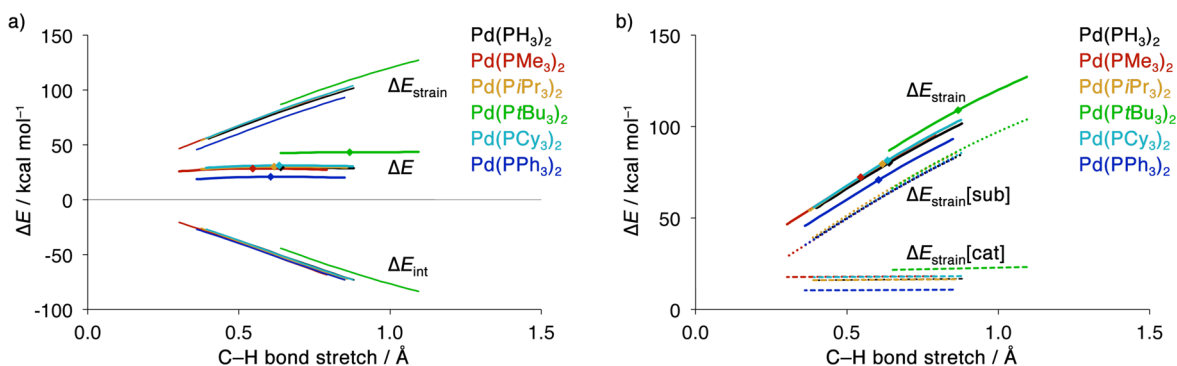 a)
150
100
50
0
-50
-100
ΔE / kcal mol⁻¹
0.0
0.5
1.0
1.5
C–H bond stretch / Å
Pd(PH₃)₂
Pd(PMe₃)₂
Pd(PiPr₃)₂
Pd(PtBu₃)₂
Pd(PCy₃)₂
Pd(PPh₃)₂
ΔE_strain
ΔE
ΔE_int
b)
150
100
50
0
ΔE / kcal mol⁻¹
0.0
0.5
1.0
1.5
C–H bond stretch / Å
Pd(PH₃)₂
Pd(PMe₃)₂
Pd(PiPr₃)₂
Pd(PtBu₃)₂
Pd(PCy₃)₂
Pd(PPh₃)₂
ΔE_strain
ΔE_strain[sub]
ΔE_strain[cat]